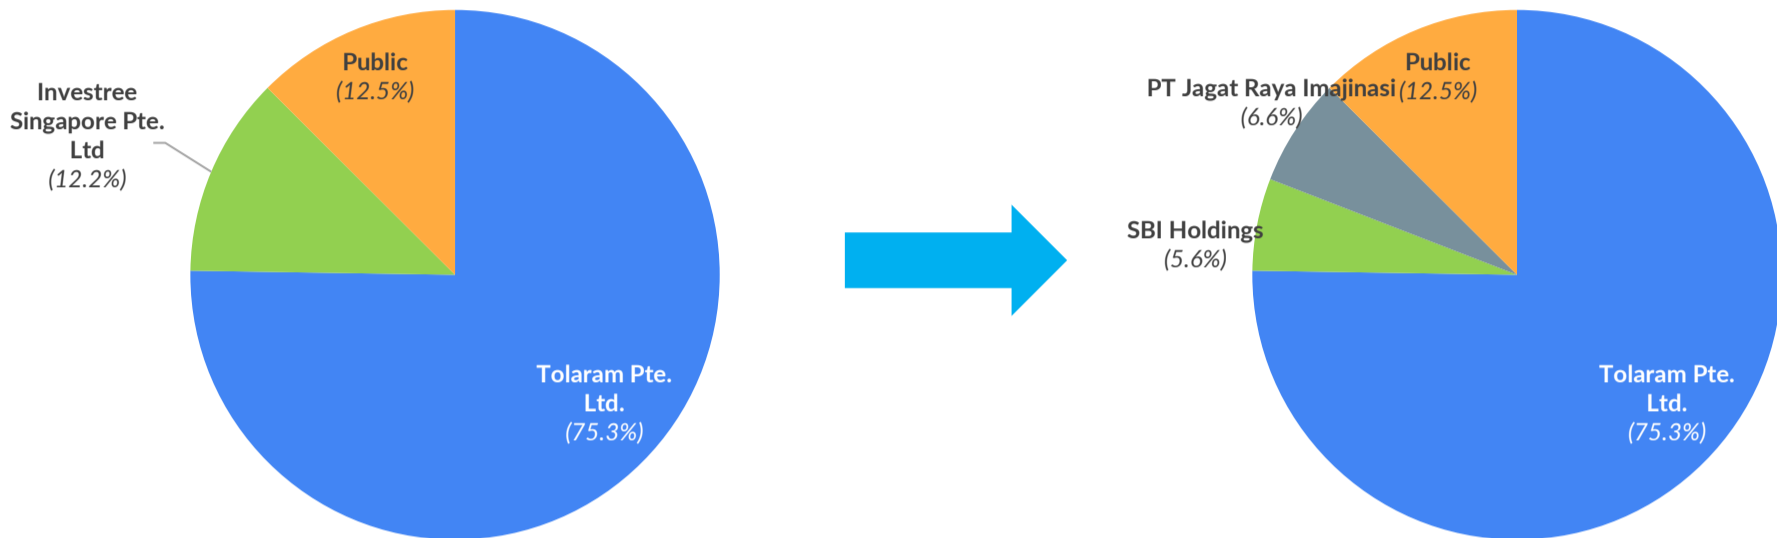 Investree
Singapore Pte.
Ltd
(12.2%)
Public
(12.5%)
Tolaram Pte.
Ltd.
(75.3%)
PT Jagat Raya Imajinasi
(6.6%)
Public
(12.5%)
SBI Holdings
(5.6%)
Tolaram Pte.
Ltd.
(75.3%)